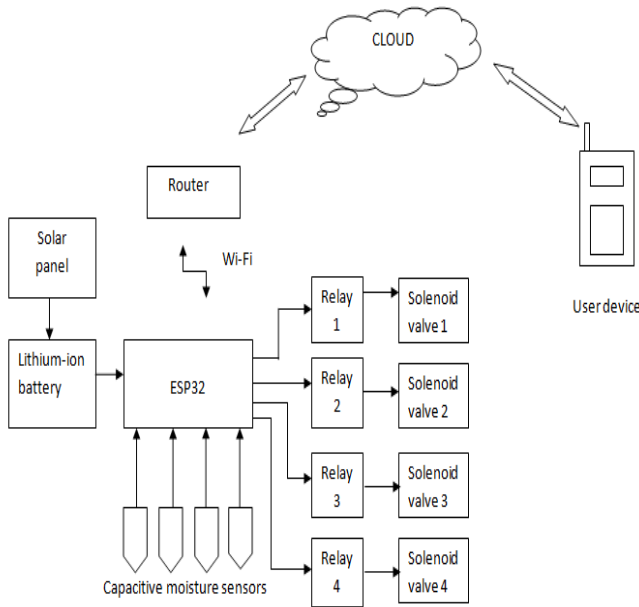 CLOUD
Router
Solar
panel
Wi-Fi
User device
Lithium-ion
battery
ESP32
Relay
1
Solenoid
valve 1
Relay
2
Solenoid
valve 2
Relay
3
Solenoid
valve 3
Relay
4
Solenoid
valve 4
Capacitive moisture sensors